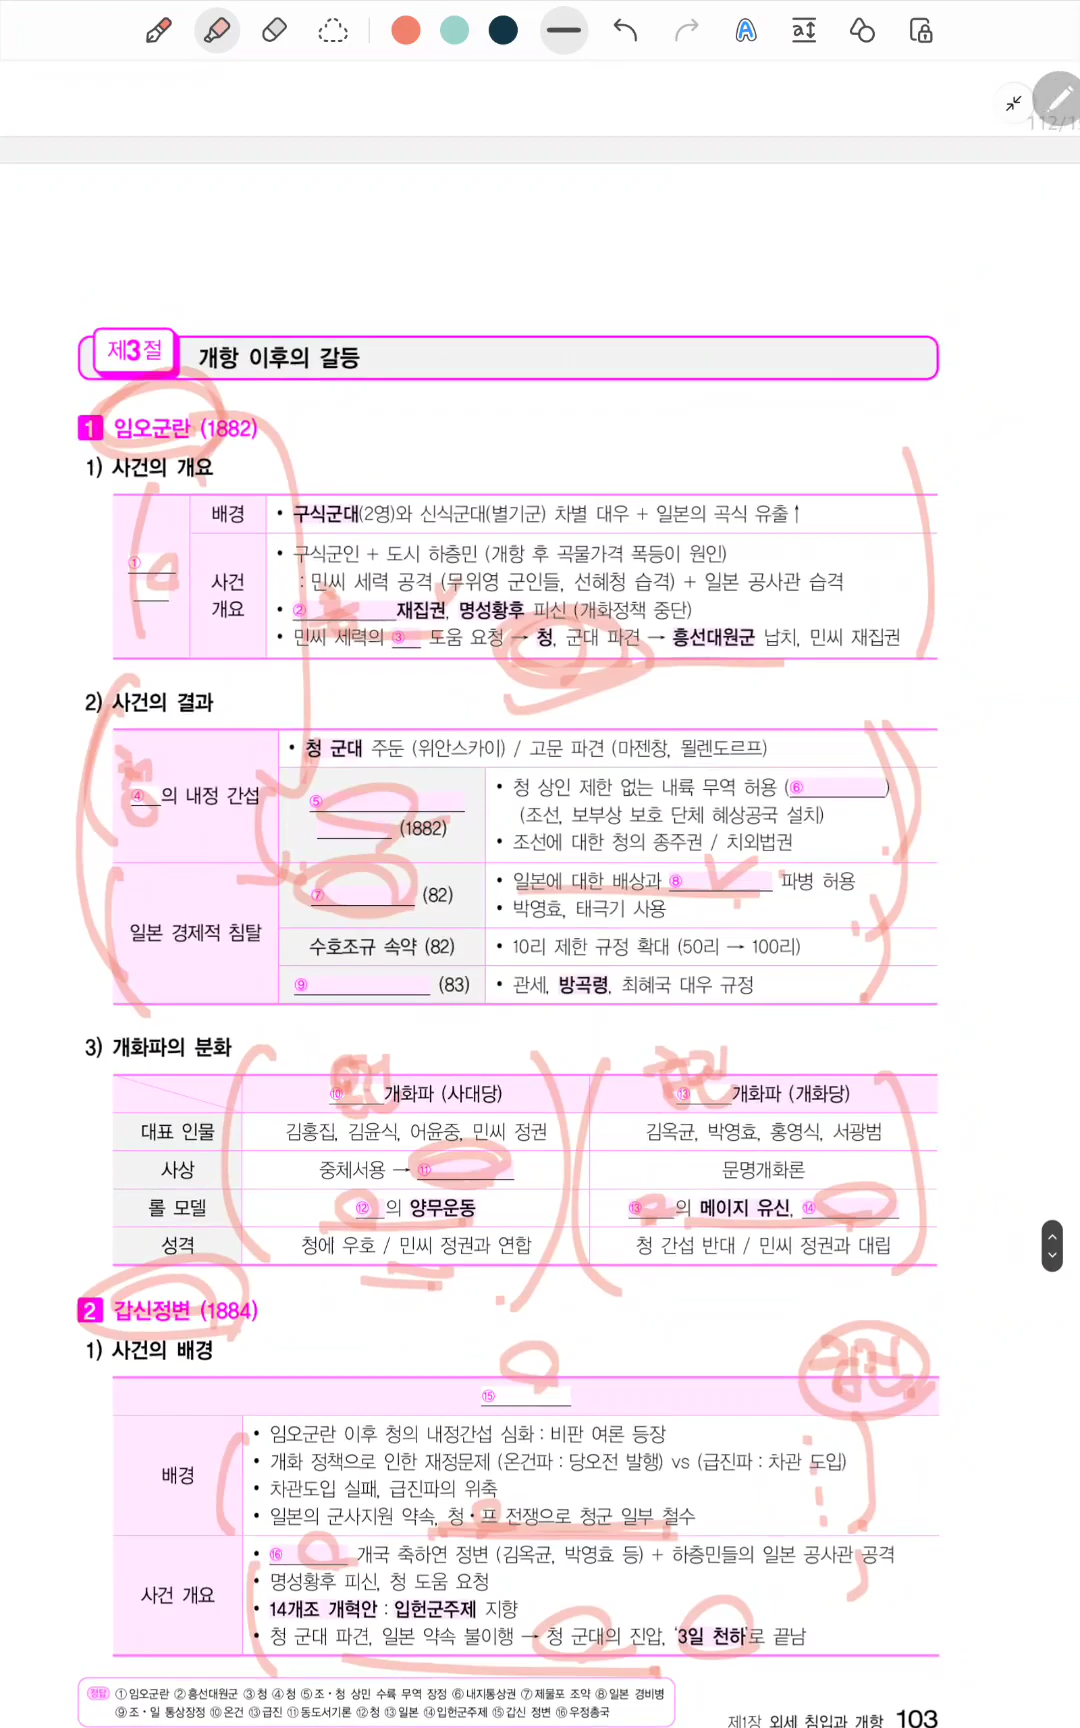 제3절 개항 이후의 갈등
1 임오군란 (1882)
1) 사건의 개요
①
배경
• 구식군대(2영)와 신식군대(별기군) 차별 대우 + 일본의 곡식 유출↑
사건 개요
• 구식군인 + 도시 하층민 (개항 후 곡물가격 폭등이 원인)
: 민씨 세력 공격 (무위영 군인들, 선혜청 습격) + 일본 공사관 습격
• ② 재집권, 명성황후 피신 (개화정책 중단)
• 민씨 세력의 ③ 도움 요청 → 청, 군대 파견 → 흥선대원군 납치, 민씨 재집권
2) 사건의 결과
④ 의 내정 간섭
• 청 군대 주둔 (위안스카이) / 고문 파견 (마젠창, 묄렌도르프)
⑤ (1882)
• 청 상인 제한 없는 내륙 무역 허용 (⑥ )
(조선, 보부상 보호 단체 혜상공국 설치)
• 조선에 대한 청의 종주권 / 치외법권
일본 경제적 침탈
⑦ (82)
• 일본에 대한 배상과 ⑧ 파병 허용
• 박영효, 태극기 사용
수호조규 속약 (82)
• 10리 제한 규정 확대 (50리 → 100리)
⑨ (83)
• 관세, 방곡령, 최혜국 대우 규정
3) 개화파의 분화
⑩ 개화파 (사대당) ⑬ 개화파 (개화당)
대표 인물 김홍집, 김윤식, 어윤중, 민씨 정권 김옥균, 박영효, 홍영식, 서광범
사상 중체서용 → ⑪ 문명개화론
롤 모델 ⑫ 의 양무운동 ⑬ 의 메이지 유신, ⑭
성격 청에 우호 / 민씨 정권과 연합 청 간섭 반대 / 민씨 정권과 대립
2 갑신정변 (1884)
1) 사건의 배경
⑮
배경
• 임오군란 이후 청의 내정간섭 심화 : 비판 여론 등장
• 개화 정책으로 인한 재정문제 (온건파 : 당오전 발행) vs (급진파 : 차관 도입)
• 차관도입 실패, 급진파의 위축
• 일본의 군사지원 약속, 청·프 전쟁으로 청군 일부 철수
사건 개요
• ⑯ 개국 축하연 정변 (김옥균, 박영효 등) + 하층민들의 일본 공사관 공격
• 명성황후 피신, 청 도움 요청
• 14개조 개혁안 : 입헌군주제 지향
• 청 군대 파견, 일본 약속 불이행 → 청 군대의 진압, '3일 천하'로 끝남
정답 ①임오군란 ②흥선대원군 ③청 ④청 ⑤조·청 상민 수륙 무역 장정 ⑥내지통상권 ⑦제물포 조약 ⑧일본 경비병
⑨조·일 통상장정 ⑩온건 ⑬급진 ⑪동도서기론 ⑫청 ⑬일본 ⑭입헌군주제 ⑮갑신 정변 ⑯우정총국
제1장 외세 침입과 개항 103